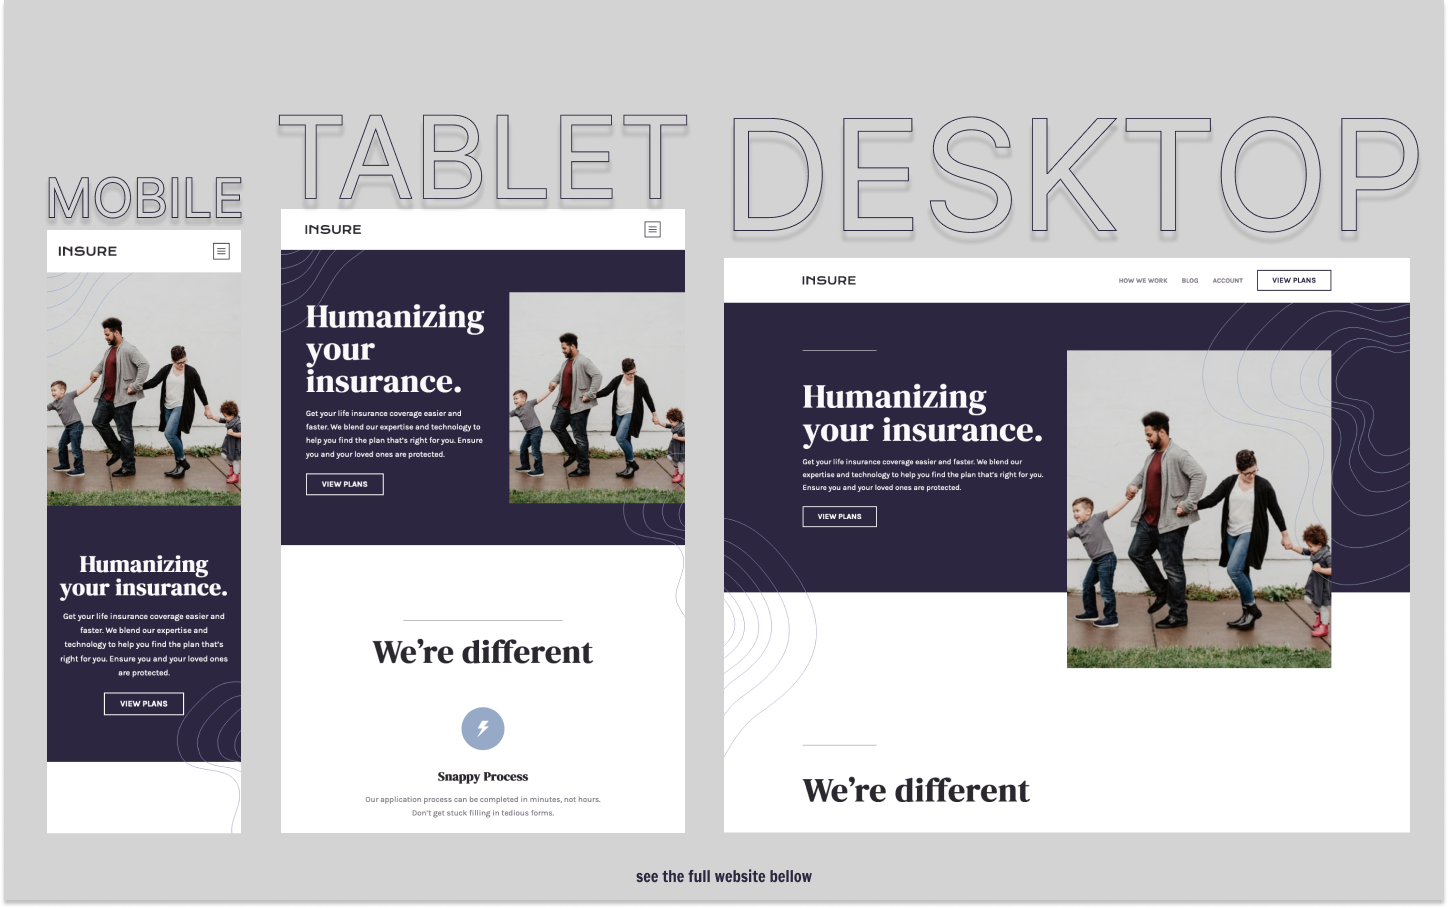 MOBILE
INSURE
Humanizing
your insurance.
Get your life insurance coverage easier and
faster. We blend our expertise and
technology to help you find the plan that's
right for you. Ensure you and your loved ones
are protected.
VIEW PLANS
TABLET
INSURE
Humanizing
your
insurance.
Get your life insurance coverage easier and
faster. We blend our expertise and technology to
help you find the plan that's right for you. Ensure
you and your loved ones are protected.
VIEW PLANS
We're different
Snappy Process
Our application process can be completed in minutes, not hours.
Don't get stuck filling in tedious forms.
DESKTOP
INSURE
HOW WE WORK BLOG ACCOUNT VIEW PLANS
Humanizing
your insurance.
Get your life insurance coverage easier and faster. We blend our
expertise and technology to help you find the plan that's right for you.
Ensure you and your loved ones are protected.
VIEW PLANS
We're different
see the full website bellow